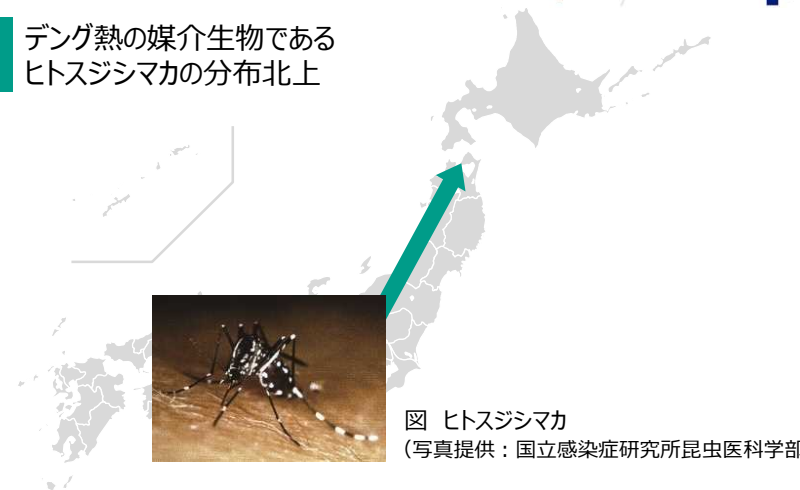 デング熱の媒介生物である
ヒトスジシマカの分布北上
図 ヒトスジシマカ
（写真提供：国立感染症研究所昆虫医科学部